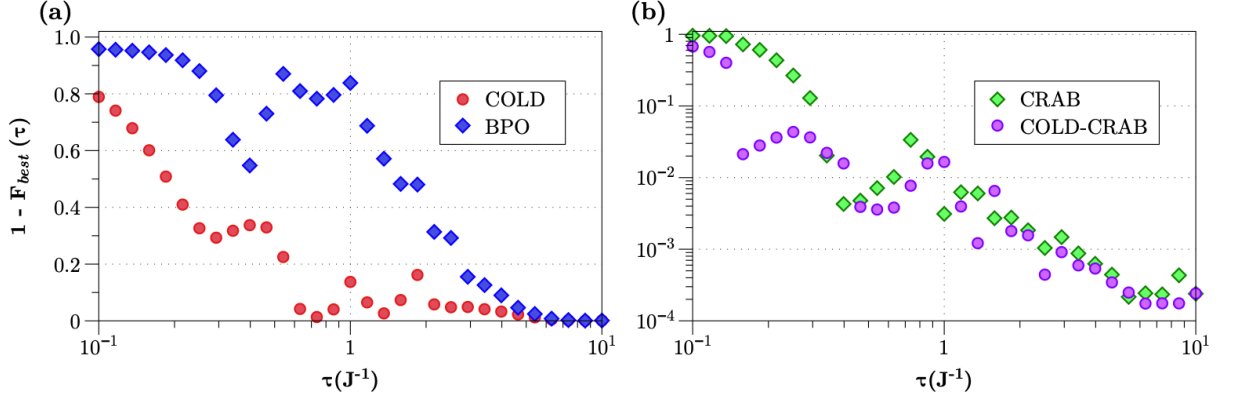 (a)
1.0
0.8
0.6
0.4
0.2
0
1 - F_best (τ)
COLD
BPO
10^-1
1
10^1
τ(J^-1)
(b)
1
10^-1
10^-2
10^-3
10^-4
CRAB
COLD-CRAB
10^-1
1
10^1
τ(J^-1)